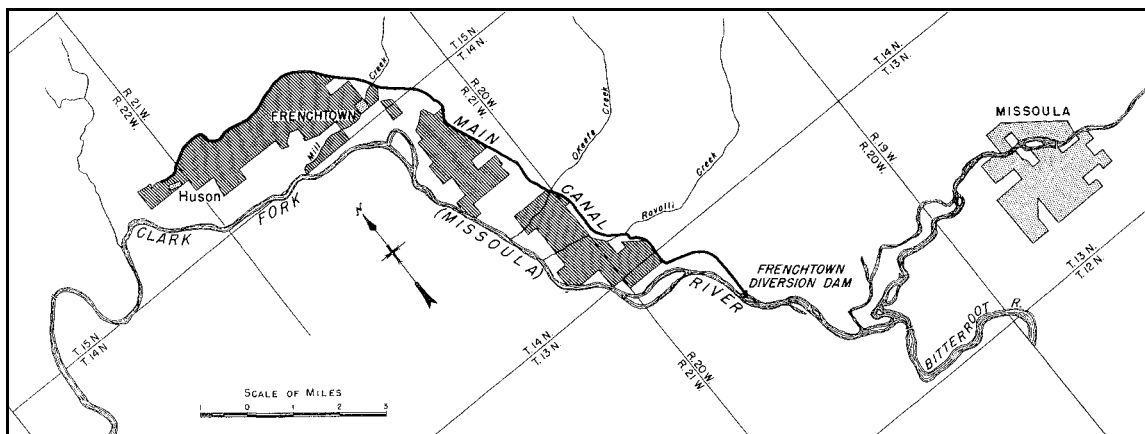 R. 21 W.
R. 22 W.
FRENCHTOWN
Creek
Mill
Huson
T. 15 N.
T. 14 N.
R. 20 W.
R. 21 W.
MAIN
CANAL
O'Keefe
Creek
Ravalli
Creek
T. 14 N.
T. 13 N.
R. 19 W.
R. 20 W.
MISSOULA
CLARK
FORK
(MISSOULA)
RIVER
N
FRENCHTOWN
DIVERSION DAM
BITTERROOT R.
T. 13 N.
T. 12 N.
T. 15 N.
T. 14 N.
T. 14 N.
T. 13 N.
R. 20 W.
R. 21 W.
SCALE OF MILES
1 0 1 2 3